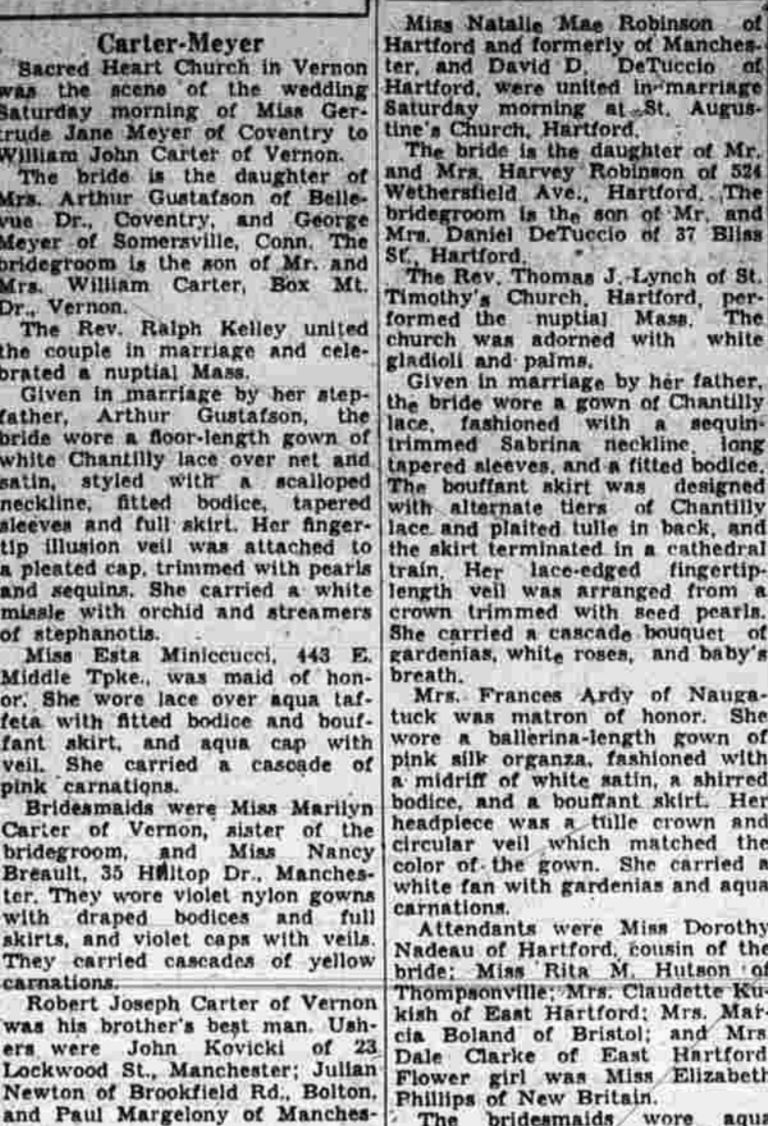 Carter-Meyer
Sacred Heart Church in Vernon
was the scene of the wedding
Saturday morning of Miss Ger-
trude Jane Meyer of Coventry to
William John Carter of Vernon.
The bride is the daughter of
Mrs. Arthur Gustafson of Belle-
vue Dr., Coventry, and George
Meyer of Somersville, Conn. The
bridegroom is the son of Mr. and
Mrs. William Carter, Box Mt.
Dr., Vernon.
The Rev. Ralph Kelley united
the couple in marriage and cele-
brated a nuptial Mass.
Given in marriage by her step-
father, Arthur Gustafson, the
bride wore a floor-length gown of
white Chantilly lace over net and
satin, styled with a scalloped
neckline, fitted bodice, tapered
sleeves and full skirt. Her finger-
tip illusion veil was attached to
a pleated cap, trimmed with pearls
and sequins. She carried a white
missle with orchid and streamers
of stephanotis.
Miss Esta Miniccucci, 443 E.
Middle Tpke., was maid of hon-
or. She wore lace over aqua taf-
feta with fitted bodice and bouf-
fant skirt, and aqua cap with
veil. She carried a cascade of
pink carnations.
Bridesmaids were Miss Marilyn
Carter of Vernon, sister of the
bridegroom, and Miss Nancy
Breault, 35 Hilltop Dr., Manches-
ter. They wore violet nylon gowns
with draped bodices and full
skirts, and violet caps with veils.
They carried cascades of yellow
carnations.
Robert Joseph Carter of Vernon
was his brother's best man. Ush-
ers were John Kovicki of 23
Lockwood St., Manchester; Julian
Newton of Brookfield Rd., Bolton,
and Paul Margelony of Manches-
Miss Natalie Mae Robinson of
Hartford and formerly of Manches-
ter, and David D. DeTuccio of
Hartford, were united in marriage
Saturday morning at St. Augus-
tine's Church, Hartford.
The bride is the daughter of Mr.
and Mrs. Harvey Robinson of 524
Wethersfield Ave., Hartford. The
bridegroom is the son of Mr. and
Mrs. Daniel DeTuccio of 37 Bliss
St., Hartford.
The Rev. Thomas J. Lynch of St.
Timothy's Church, Hartford, per-
formed the nuptial Mass. The
church was adorned with white
gladioli and palms.
Given in marriage by her father,
the bride wore a gown of Chantilly
lace, fashioned with a sequin-
trimmed Sabrina neckline, long
tapered sleeves, and a fitted bodice.
The bouffant skirt was designed
with alternate tiers of Chantilly
lace and plaited tulle in back, and
the skirt terminated in a cathedral
train. Her lace-edged fingertip-
length veil was arranged from a
crown trimmed with seed pearls.
She carried a cascade bouquet of
gardenias, white roses, and baby's
breath.
Mrs. Frances Ardy of Nauga-
tuck was matron of honor. She
wore a ballerina-length gown of
pink silk organza, fashioned with
a midriff of white satin, a shirred
bodice, and a bouffant skirt. Her
headpiece was a tulle crown and
circular veil which matched the
color of the gown. She carried a
white fan with gardenias and aqua
carnations.
Attendants were Miss Dorothy
Nadeau of Hartford, cousin of the
bride; Miss Rita M. Hutson of
Thompsonville; Mrs. Claudette Ku-
kish of East Hartford; Mrs. Mar-
cia Boland of Bristol; and Mrs
Dale Clarke of East Hartford
Flower girl was Miss Elizabeth
Phillips of New Britain.
The bridesmaids wore aqua